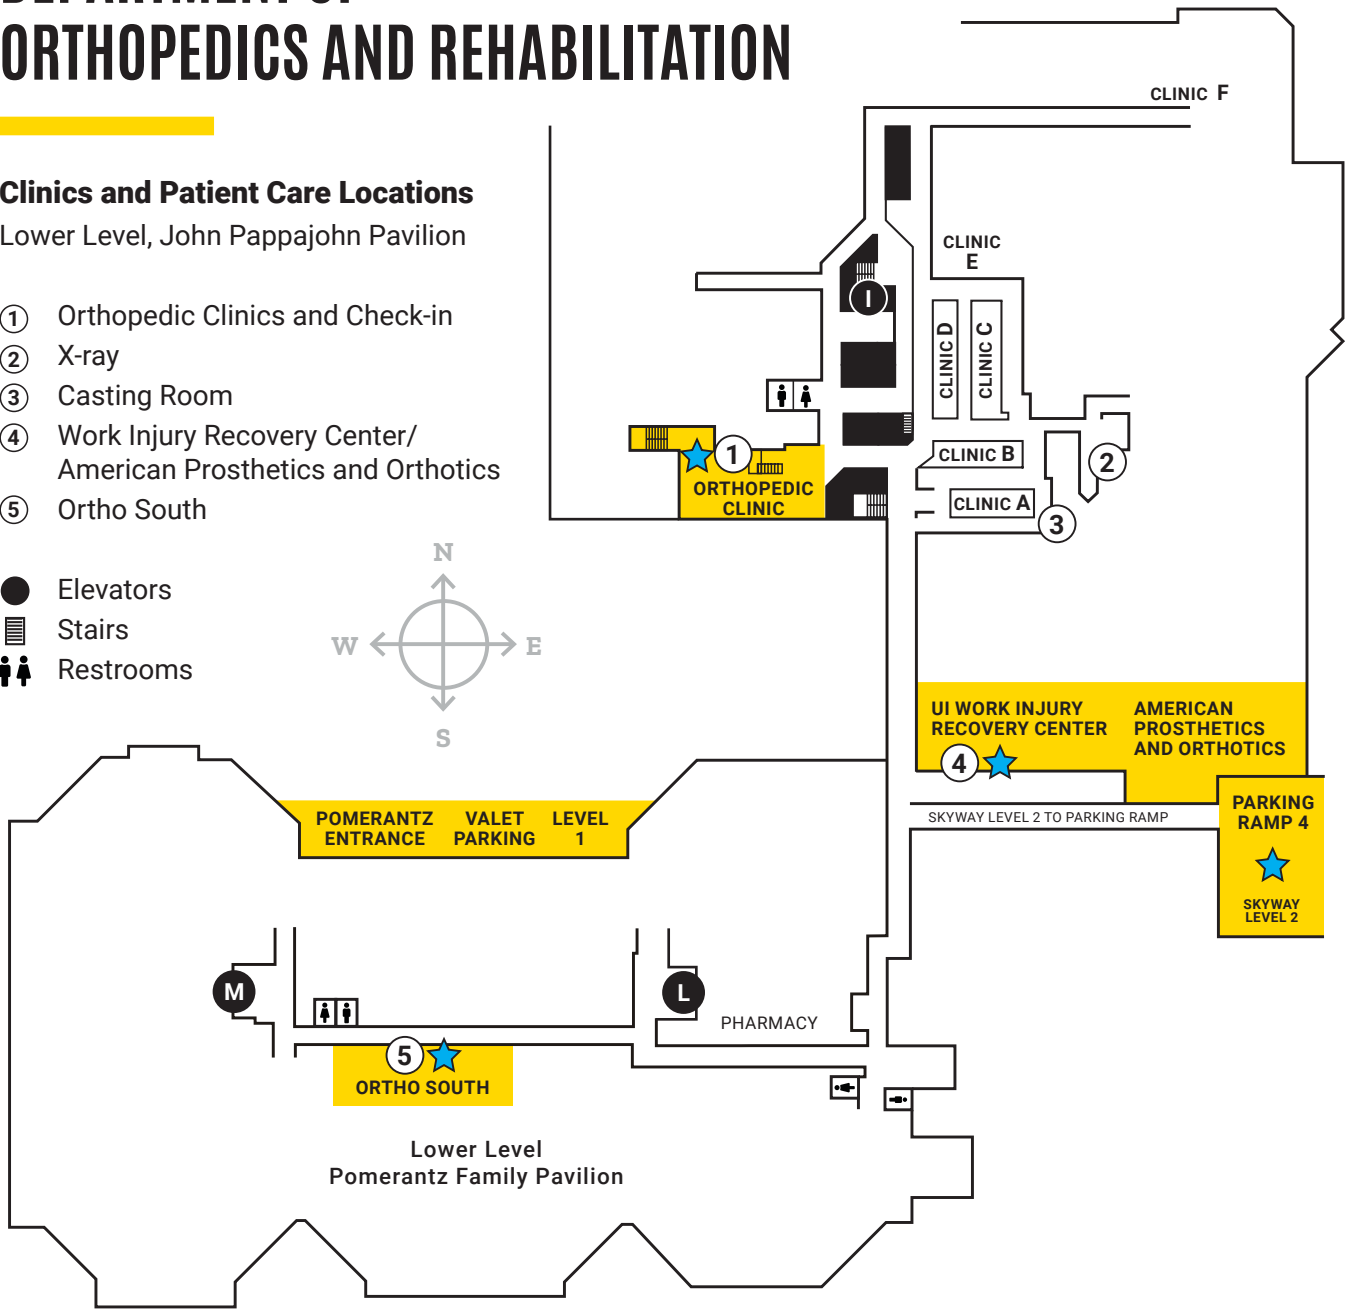 DEPARTMENT OF
ORTHOPEDICS AND REHABILITATION
Clinics and Patient Care Locations
Lower Level, John Pappajohn Pavilion
1 Orthopedic Clinics and Check-in
2 X-ray
3 Casting Room
4 Work Injury Recovery Center/
American Prosthetics and Orthotics
5 Ortho South
Elevators
Stairs
Restrooms
N
W E
S
CLINIC F
CLINIC
E
I
CLINIC D
CLINIC C
CLINIC B
CLINIC A
2
3
1
ORTHOPEDIC
CLINIC
UI WORK INJURY
RECOVERY CENTER
4
AMERICAN
PROSTHETICS
AND ORTHOTICS
SKYWAY LEVEL 2 TO PARKING RAMP
PARKING
RAMP 4
SKYWAY
LEVEL 2
POMERANTZ
ENTRANCE
VALET
PARKING
LEVEL
1
M
L
PHARMACY
5
ORTHO SOUTH
Lower Level
Pomerantz Family Pavilion